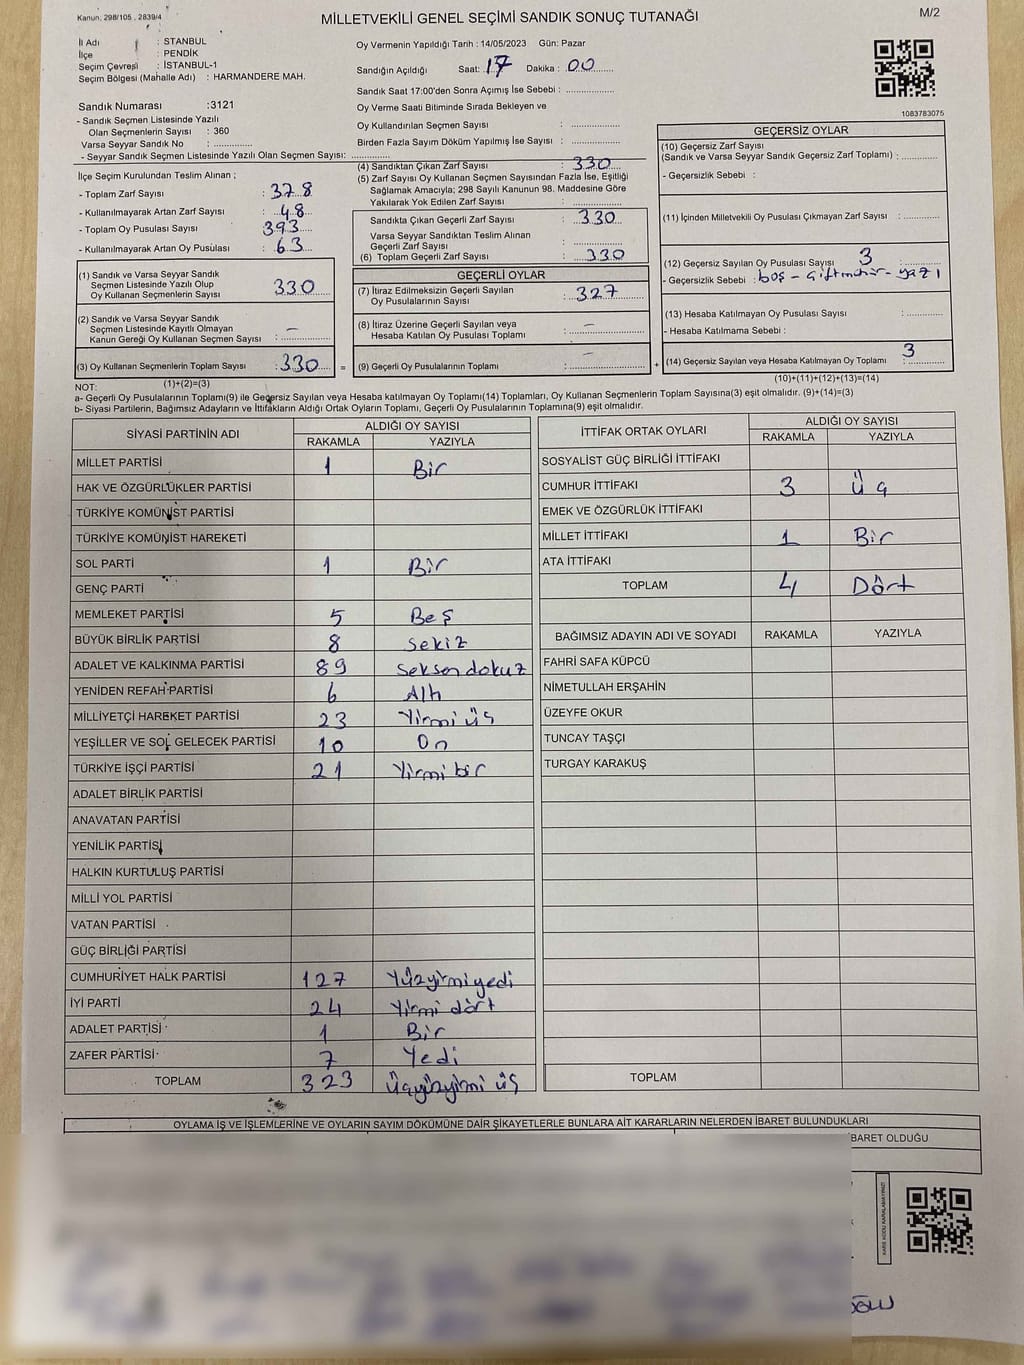 Kanun: 298/105 , 2839/4
MİLLETVEKİLİ GENEL SEÇİMİ SANDIK SONUÇ TUTANAĞI
M/2
İl Adı : STANBUL
İlçe : PENDİK
Seçim Çevresi : İSTANBUL-1
Seçim Bölgesi (Mahalle Adı) : HARMANDERE MAH.
Sandık Numarası :3121
- Sandık Seçmen Listesinde Yazılı
Olan Seçmenlerin Sayısı : 360
Varsa Seyyar Sandık No :
- Seyyar Sandık Seçmen Listesinde Yazılı Olan Seçmen Sayısı:
Oy Vermenin Yapıldığı Tarih : 14/05/2023 Gün: Pazar
Sandığın Açıldığı Saat: 17 Dakika : 00
Sandık Saat 17:00'den Sonra Açımış İse Sebebi :
Oy Verme Saati Bitiminde Sırada Bekleyen ve
Oy Kullandırılan Seçmen Sayısı :
Birden Fazla Sayım Döküm Yapılmış İse Sayısı :
1083783075
İlçe Seçim Kurulundan Teslim Alınan ;
- Toplam Zarf Sayısı : 378
- Kullanılmayarak Artan Zarf Sayısı : 48
- Toplam Oy Pusulası Sayısı : 393
- Kullanılmayarak Artan Oy Pusulası : 63
(4) Sandıktan Çıkan Zarf Sayısı : 330
(5) Zarf Sayısı Oy Kullanan Seçmen Sayısından Fazla İse, Eşitliği
Sağlamak Amacıyla; 298 Sayılı Kanunun 98. Maddesine Göre
Yakılarak Yok Edilen Zarf Sayısı :
Sandıkta Çıkan Geçerli Zarf Sayısı : 330
Varsa Seyyar Sandıktan Teslim Alınan
Geçerli Zarf Sayısı :
(6) Toplam Geçerli Zarf Sayısı : 330
GEÇERSİZ OYLAR
(10) Geçersiz Zarf Sayısı
(Sandık ve Varsa Seyyar Sandık Geçersiz Zarf Toplamı) :
- Geçersizlik Sebebi :
(11) İçinden Milletvekili Oy Pusulası Çıkmayan Zarf Sayısı :
(12) Geçersiz Sayılan Oy Pusulası Sayısı : 3
- Geçersizlik Sebebi : boş - çiftmühür - yazı
(13) Hesaba Katılmayan Oy Pusulası Sayısı :
- Hesaba Katılmama Sebebi :
(14) Geçersiz Sayılan veya Hesaba Katılmayan Oy Toplamı : 3
(10)+(11)+(12)+(13)=(14)
(1) Sandık ve Varsa Seyyar Sandık
Seçmen Listesinde Yazılı Olup
Oy Kullanan Seçmenlerin Sayısı : 330
(2) Sandık ve Varsa Seyyar Sandık
Seçmen Listesinde Kayıtlı Olmayan
Kanun Gereği Oy Kullanan Seçmen Sayısı : -
(3) Oy Kullanan Seçmenlerin Toplam Sayısı : 330 =
(1)+(2)=(3)
GEÇERLİ OYLAR
(7) İtiraz Edilmeksizin Geçerli Sayılan
Oy Pusulalarının Sayısı : 327
(8) İtiraz Üzerine Geçerli Sayılan veya
Hesaba Katılan Oy Pusulası Toplamı : -
(9) Geçerli Oy Pusulalarının Toplamı : - +
NOT:
a- Geçerli Oy Pusulasının Toplamı(9) ile Geçersiz Sayılan veya Hesaba katılmayan Oy Toplamı(14) Toplamları, Oy Kullanan Seçmenlerin Toplam Sayısına(3) eşit olmalıdır. (9)+(14)=(3)
b- Siyasi Partilerin, Bağımsız Adayların ve İttifakların Aldığı Ortak Oyların Toplamı, Geçerli Oy Pusulalarının Toplamına(9) eşit olmalıdır.
SİYASİ PARTİNİN ADI ALDIĞI OY SAYISI
RAKAMLA YAZIYLA
MİLLET PARTİSİ 1 Bir
HAK VE ÖZGÜRLÜKLER PARTİSİ
TÜRKİYE KOMÜNİST PARTİSİ
TÜRKİYE KOMÜNİST HAREKETİ
SOL PARTİ 1 Bir
GENÇ PARTİ
MEMLEKET PARTİSİ 5 Beş
BÜYÜK BİRLİK PARTİSİ 8 Sekiz
ADALET VE KALKINMA PARTİSİ 89 Seksen dokuz
YENİDEN REFAH PARTİSİ 6 Altı
MİLLİYETÇİ HAREKET PARTİSİ 23 Yirmi üç
YEŞİLLER VE SOL GELECEK PARTİSİ 10 On
TÜRKİYE İŞÇİ PARTİSİ 21 Yirmi bir
ADALET BİRLİK PARTİSİ
ANAVATAN PARTİSİ
YENİLİK PARTİSİ
HALKIN KURTULUŞ PARTİSİ
MİLLİ YOL PARTİSİ
VATAN PARTİSİ
GÜÇ BİRLİĞİ PARTİSİ
CUMHURİYET HALK PARTİSİ 127 Yüzyirmiyedi
İYİ PARTİ 24 Yirmi dört
ADALET PARTİSİ 1 Bir
ZAFER PARTİSİ 7 Yedi
TOPLAM 323 Üçyüzyirmi üç
İTTİFAK ORTAK OYLARI ALDIĞI OY SAYISI
RAKAMLA YAZIYLA
SOSYALİST GÜÇ BİRLİĞİ İTTİFAKI
CUMHUR İTTİFAKI 3 Üç
EMEK VE ÖZGÜRLÜK İTTİFAKI
MİLLET İTTİFAKI 1 Bir
ATA İTTİFAKI
TOPLAM 4 Dört
BAĞIMSIZ ADAYIN ADI VE SOYADI RAKAMLA YAZIYLA
FAHRİ SAFA KÜPCÜ
NİMETULLAH ERŞAHİN
ÜZEYFE OKUR
TUNCAY TAŞÇI
TURGAY KARAKUŞ
TOPLAM
OYLAMA İŞ VE İŞLEMLERİNE VE OYLARIN SAYIM DÖKÜMÜNE DAİR ŞİKAYETLERLE BUNLARA AİT KARARLARIN NELERDEN İBARET BULUNDUKLARI
İBARET OLDUĞU
KARE KODU KARALAMAYINIZ!